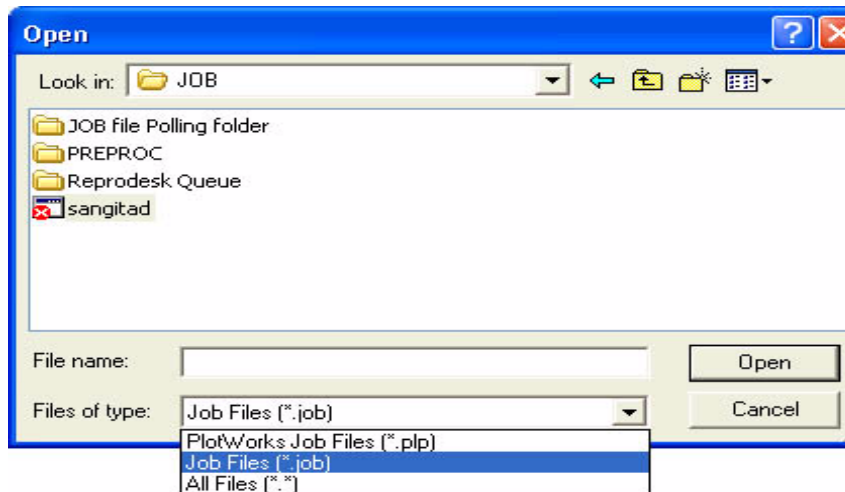 Open
Look in: JOB
JOB file Polling folder
PREPROC
Reprodesk Queue
sangitad
File name:
Open
Files of type: Job Files (*.job)
Cancel
PlotWorks Job Files (*.plp)
Job Files (*.job)
All Files (*.*)